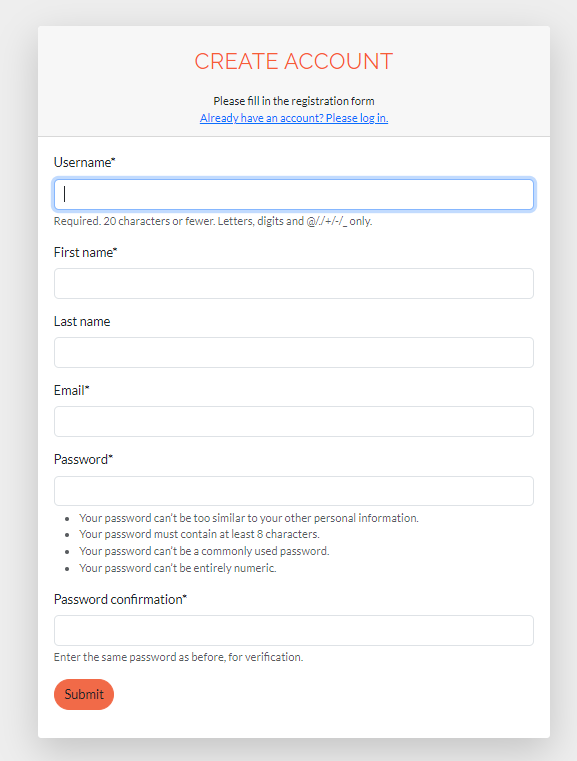 CREATE ACCOUNT
Please fill in the registration form
Already have an account? Please log in.
Username*
Required. 20 characters or fewer. Letters, digits and @/./+/-/_ only.
First name*
Last name
Email*
Password*
Your password can't be too similar to your other personal information.
Your password must contain at least 8 characters.
Your password can't be a commonly used password.
Your password can't be entirely numeric.
Password confirmation*
Enter the same password as before, for verification.
Submit